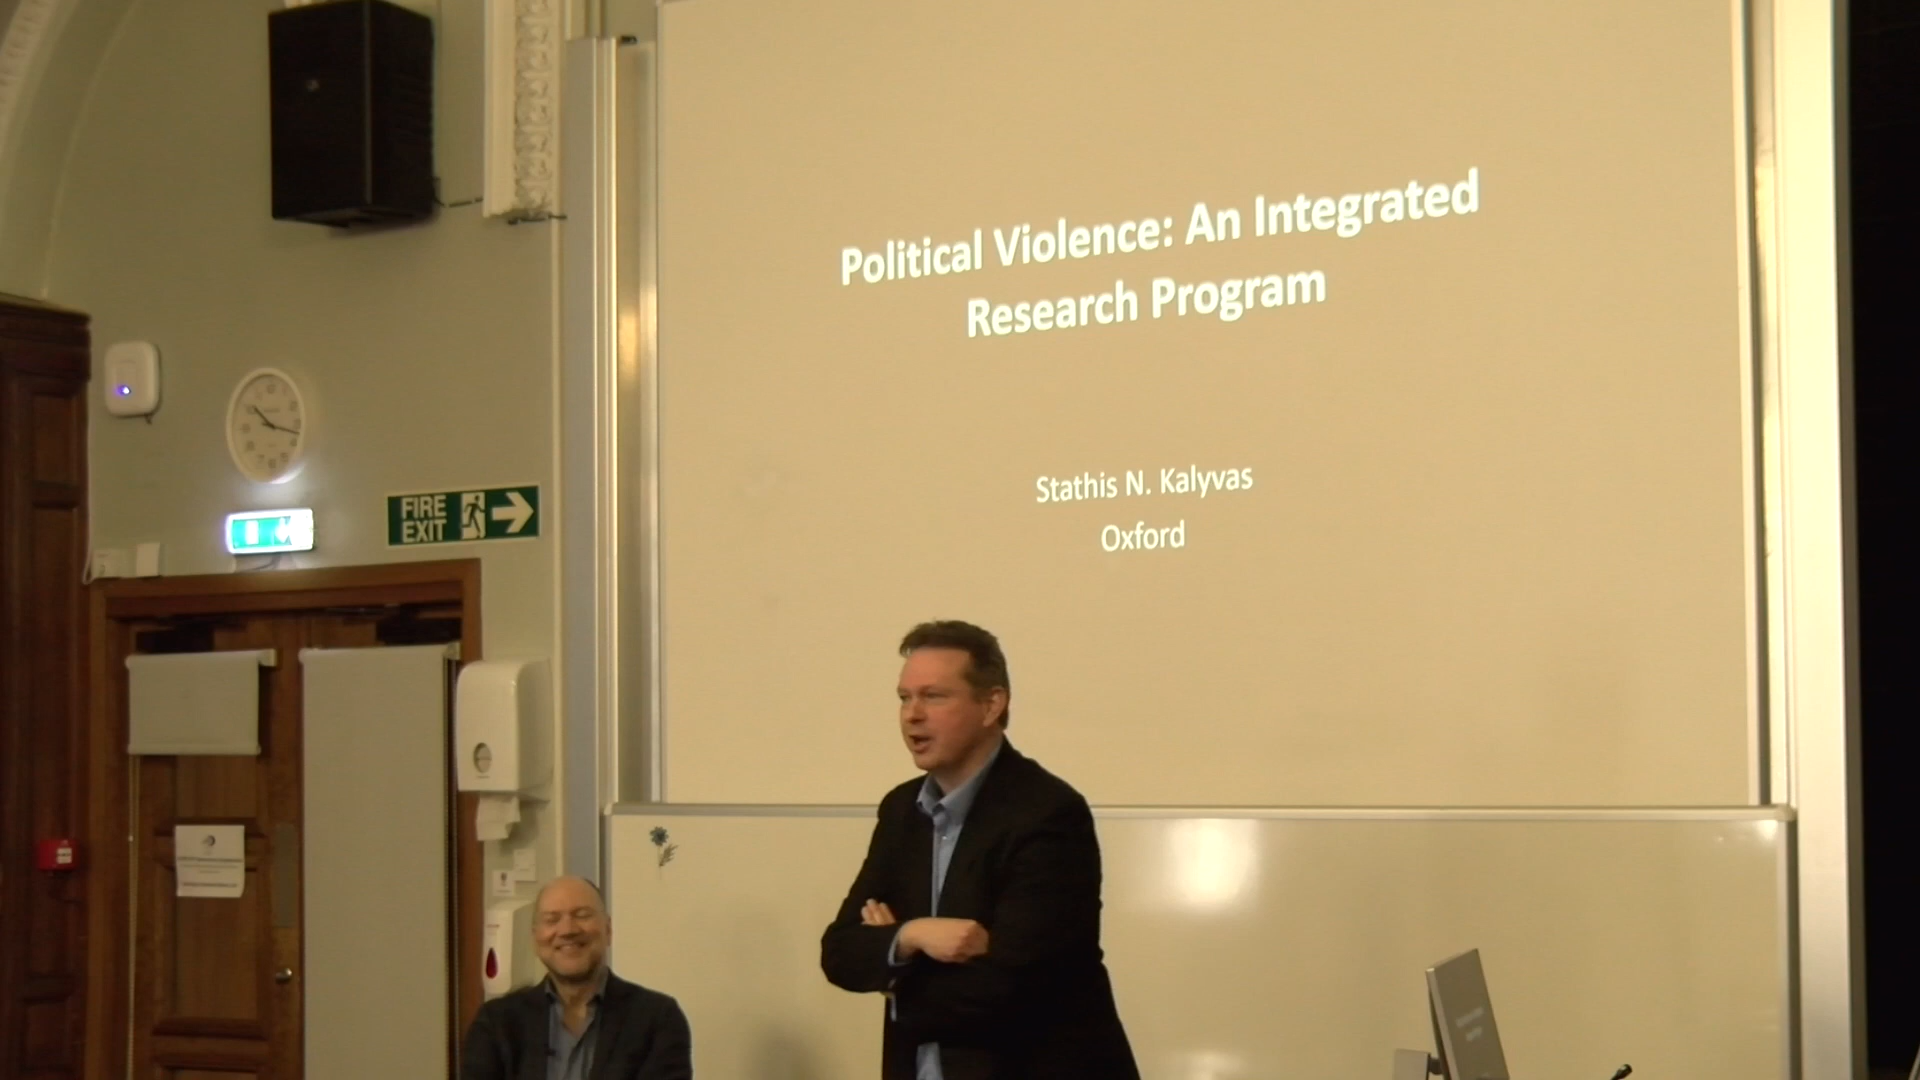 Political Violence: An Integrated
Research Program
Stathis N. Kalyvas
Oxford
FIRE
EXIT